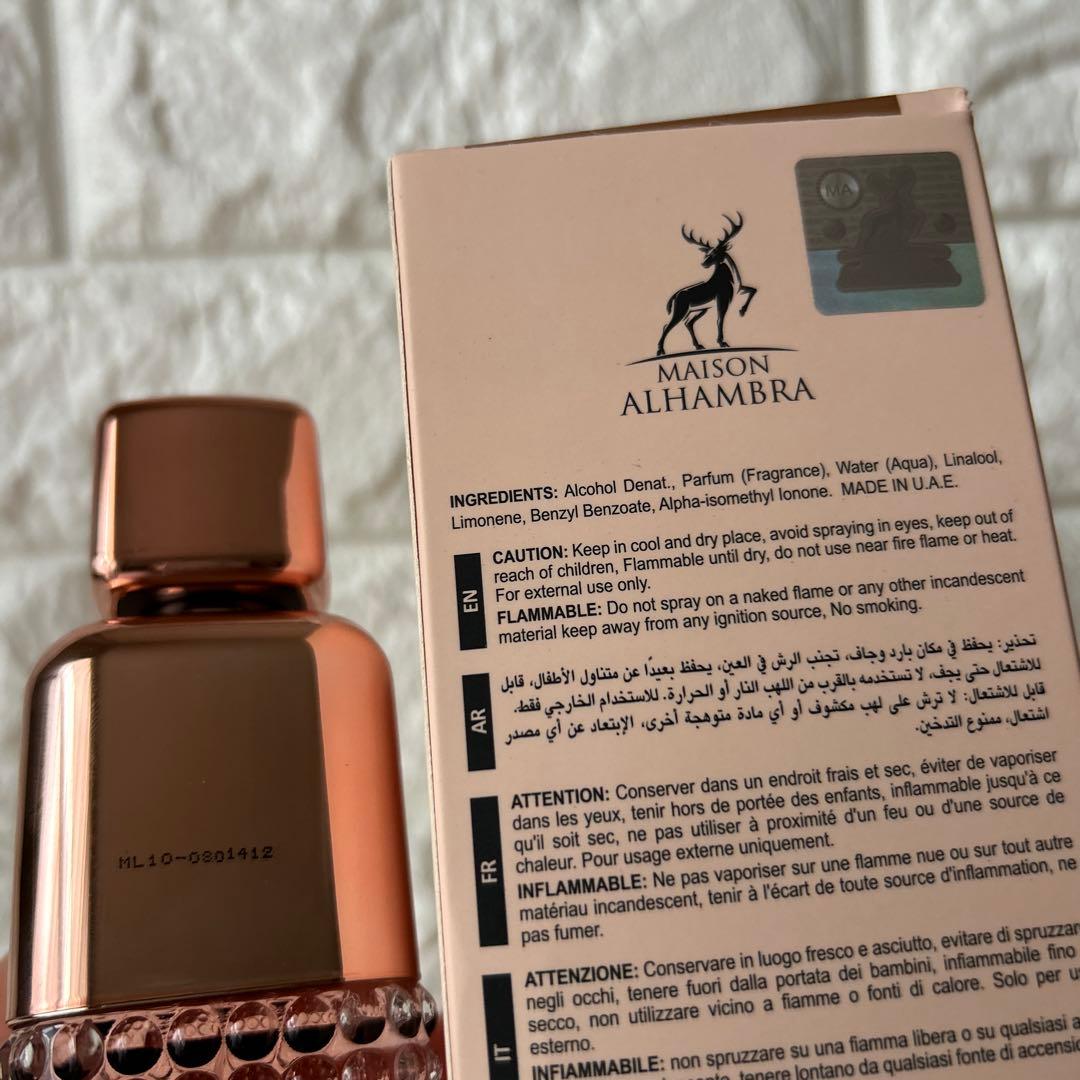 MA
MAISON
ALHAMBRA
INGREDIENTS: Alcohol Denat., Parfum (Fragrance), Water (Aqua), Linalool,
Limonene, Benzyl Benzoate, Alpha-isomethyl Ionone. MADE IN U.A.E.
EN
CAUTION: Keep in cool and dry place, avoid spraying in eyes, keep out of
reach of children, Flammable until dry, do not use near fire flame or heat.
For external use only.
FLAMMABLE: Do not spray on a naked flame or any other incandescent
material keep away from any ignition source, No smoking.
AR
تحذير: يحفظ في مكان بارد وجاف، تجنب الرش في العين، يحفظ بعيدًا عن متناول الأطفال، قابل
للاشتعال حتى يجف، لا تستخدمه بالقرب من اللهب النار أو الحرارة. للاستخدام الخارجي فقط.
قابل للاشتعال: لا ترش على لهب مكشوف أو أي مادة متوهجة أخرى، الإبتعاد عن أي مصدر
اشتعال، ممنوع التدخين.
FR
ATTENTION: Conserver dans un endroit frais et sec, éviter de vaporiser
dans les yeux, tenir hors de portée des enfants, inflammable jusqu'à ce
qu'il soit sec, ne pas utiliser à proximité d'un feu ou d'une source de
chaleur. Pour usage externe uniquement.
INFLAMMABLE: Ne pas vaporiser sur une flamme nue ou sur tout autre
matériau incandescent, tenir à l'écart de toute source d'inflammation, ne
pas fumer.
IT
ATTENZIONE: Conservare in luogo fresco e asciutto, evitare di spruzzar
negli occhi, tenere fuori dalla portata dei bambini, infiammabile fino
secco, non utilizzare vicino a fiamme o fonti di calore. Solo per u
esterno.
INFIAMMABILE: non spruzzare su una fiamma libera o su qualsiasi a
tenere lontano da qualsiasi fonte di accensio
ML10-0801412